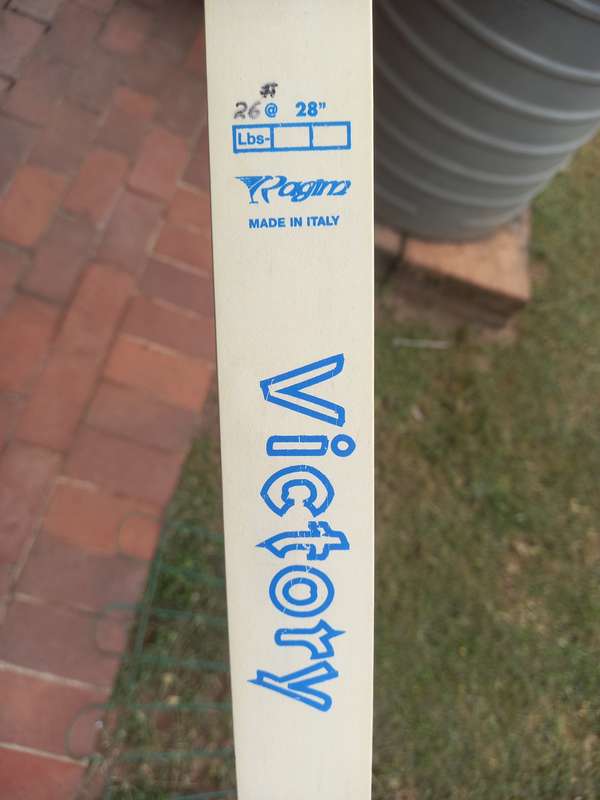 26# @ 28"
Lbs-
Ragim
MADE IN ITALY
Victory